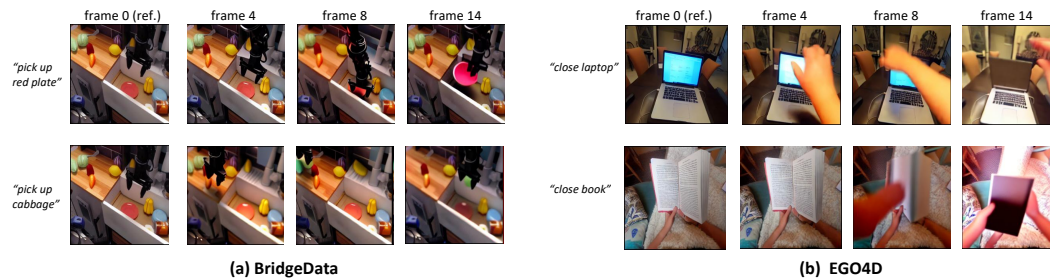 frame 0 (ref.) frame 4 frame 8 frame 14 frame 0 (ref.) frame 4 frame 8 frame 14
“pick up
red plate”
“close laptop”
“pick up
cabbage”
“close book”
(a) BridgeData (b) EGO4D